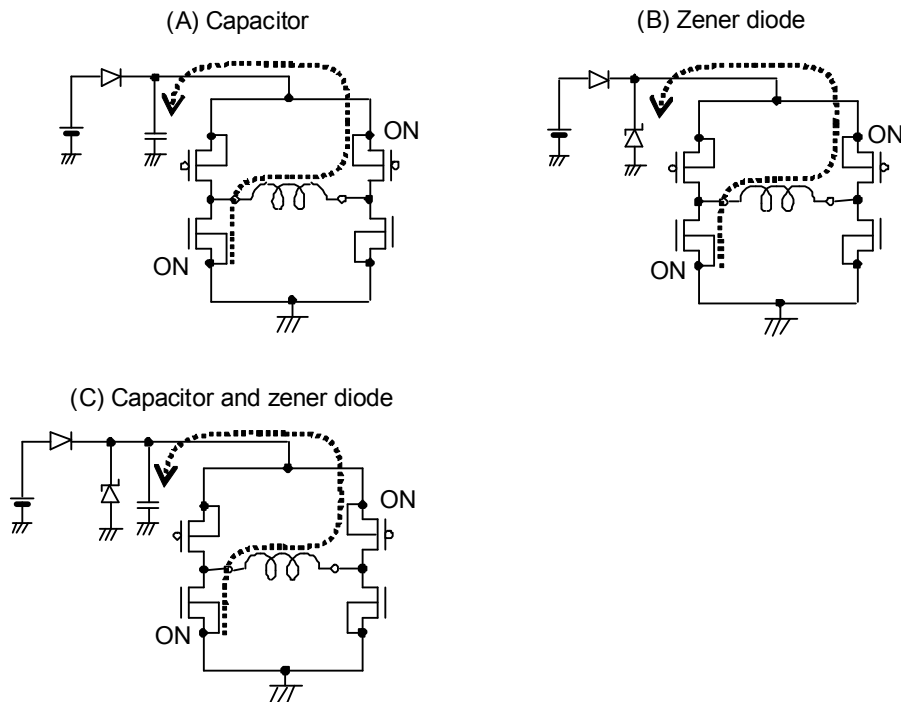 (A) Capacitor
(B) Zener diode
ON
ON
ON
ON
(C) Capacitor and zener diode
ON
ON